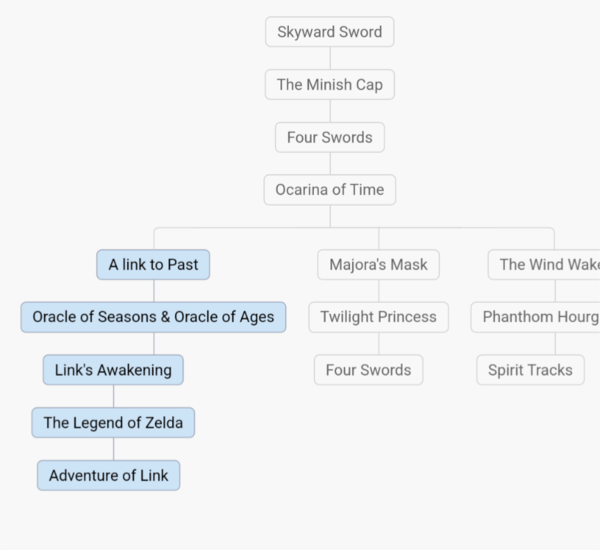 Skyward Sword
The Minish Cap
Four Swords
Ocarina of Time
A link to Past
Majora's Mask
The Wind Wake
Oracle of Seasons & Oracle of Ages
Twilight Princess
Phanthom Hourg
Link's Awakening
Four Swords
Spirit Tracks
The Legend of Zelda
Adventure of Link